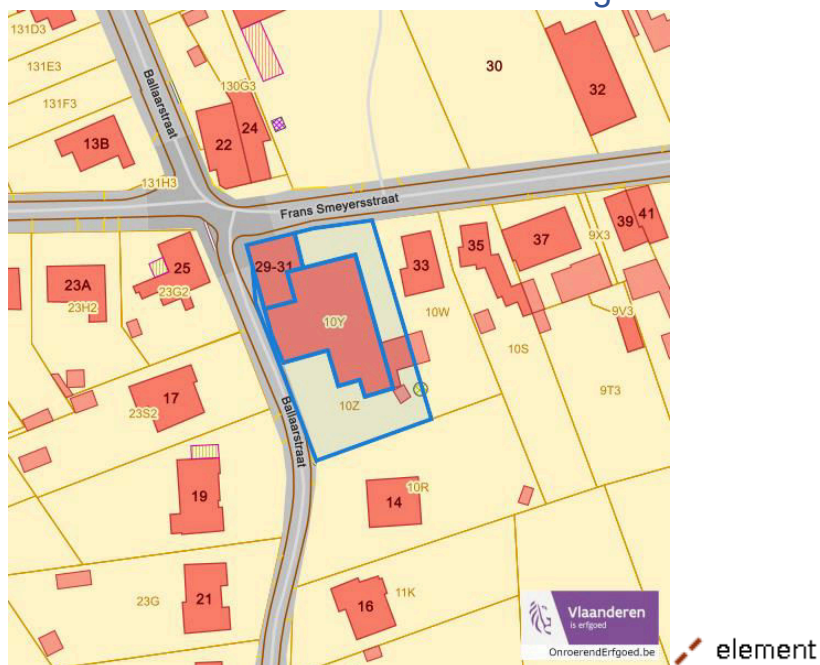 131D3
131E3
131F3
13B
131H3
Ballaarstraat
130G3
22
24
30
32
Frans Smeyersstraat
23A
23H2
25
23G2
29-31
10Y
33
10W
35
37
9X3
39
41
9V3
10S
9T3
17
23S2
Ballaarstraat
10Z
19
14
10R
23G
21
16
11K
Vlaanderen
is erfgoed
OnroerendErfgoed.be
element